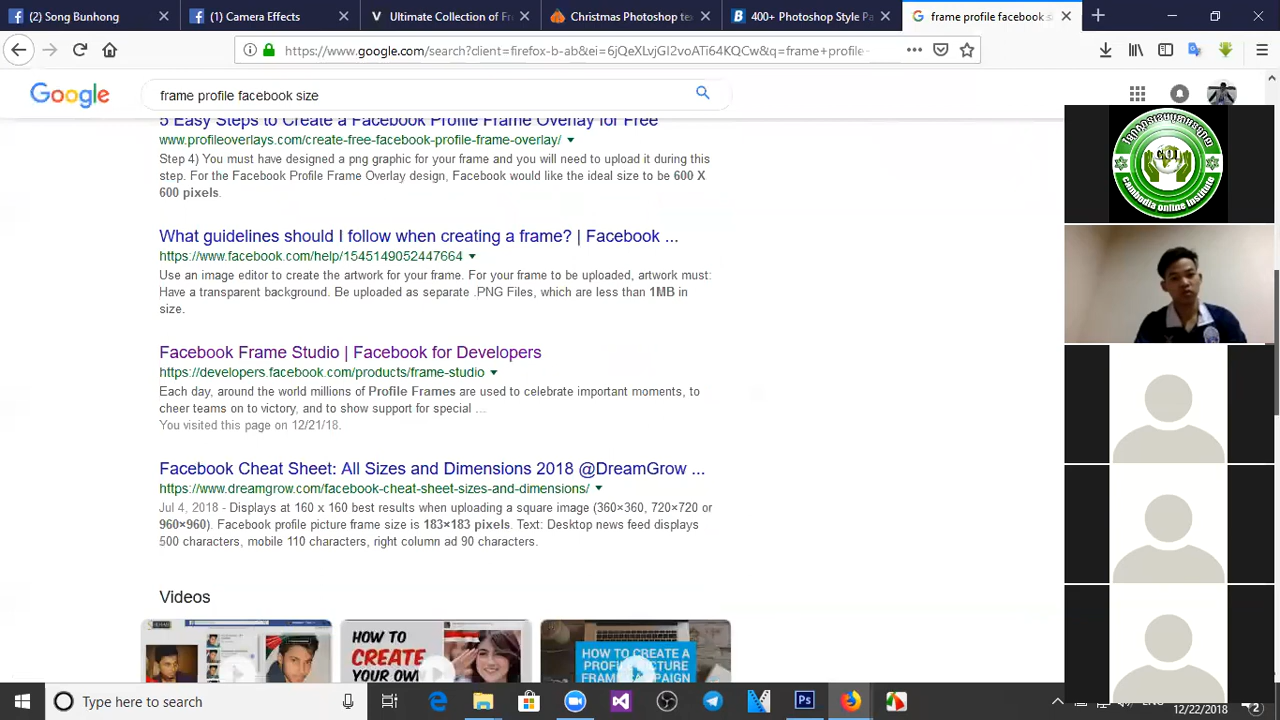 (2) Song Bunhong
(1) Camera Effects
Ultimate Collection of Fr
Christmas Photoshop te
400+ Photoshop Style Pa
frame profile facebook si
https://www.google.com/search?client=firefox-b-ab&ei=6jQeXLvjGI2voATi64KQCw&q=frame+profile-
Google
frame profile facebook size
5 Easy Steps to Create a Facebook Profile Frame Overlay for Free
www.profileoverlays.com/create-free-facebook-profile-frame-overlay/
Step 4) You must have designed a png graphic for your frame and you will need to upload it during this
step. For the Facebook Profile Frame Overlay design, Facebook would like the ideal size to be 600 X
600 pixels.
What guidelines should I follow when creating a frame? | Facebook ...
https://www.facebook.com/help/1545149052447664
Use an image editor to create the artwork for your frame. For your frame to be uploaded, artwork must:
Have a transparent background. Be uploaded as separate .PNG Files, which are less than 1MB in
size.
Facebook Frame Studio | Facebook for Developers
https://developers.facebook.com/products/frame-studio
Each day, around the world millions of Profile Frames are used to celebrate important moments, to
cheer teams on to victory, and to show support for special ...
You visited this page on 12/21/18.
Facebook Cheat Sheet: All Sizes and Dimensions 2018 @DreamGrow ...
https://www.dreamgrow.com/facebook-cheat-sheet-sizes-and-dimensions/
Jul 4, 2018 - Displays at 160 x 160 best results when uploading a square image (360×360, 720×720 or
960×960). Facebook profile picture frame size is 183×183 pixels. Text: Desktop news feed displays
500 characters, mobile 110 characters, right column ad 90 characters.
Videos
HOW TO
CREATE
YOUR OWN
HOW TO CREATE A
PROFILE PICTURE
FRAME CAMPAIGN
COI
Cambodia Online Institute
Type here to search
Ps
ENG
12/22/2018
2